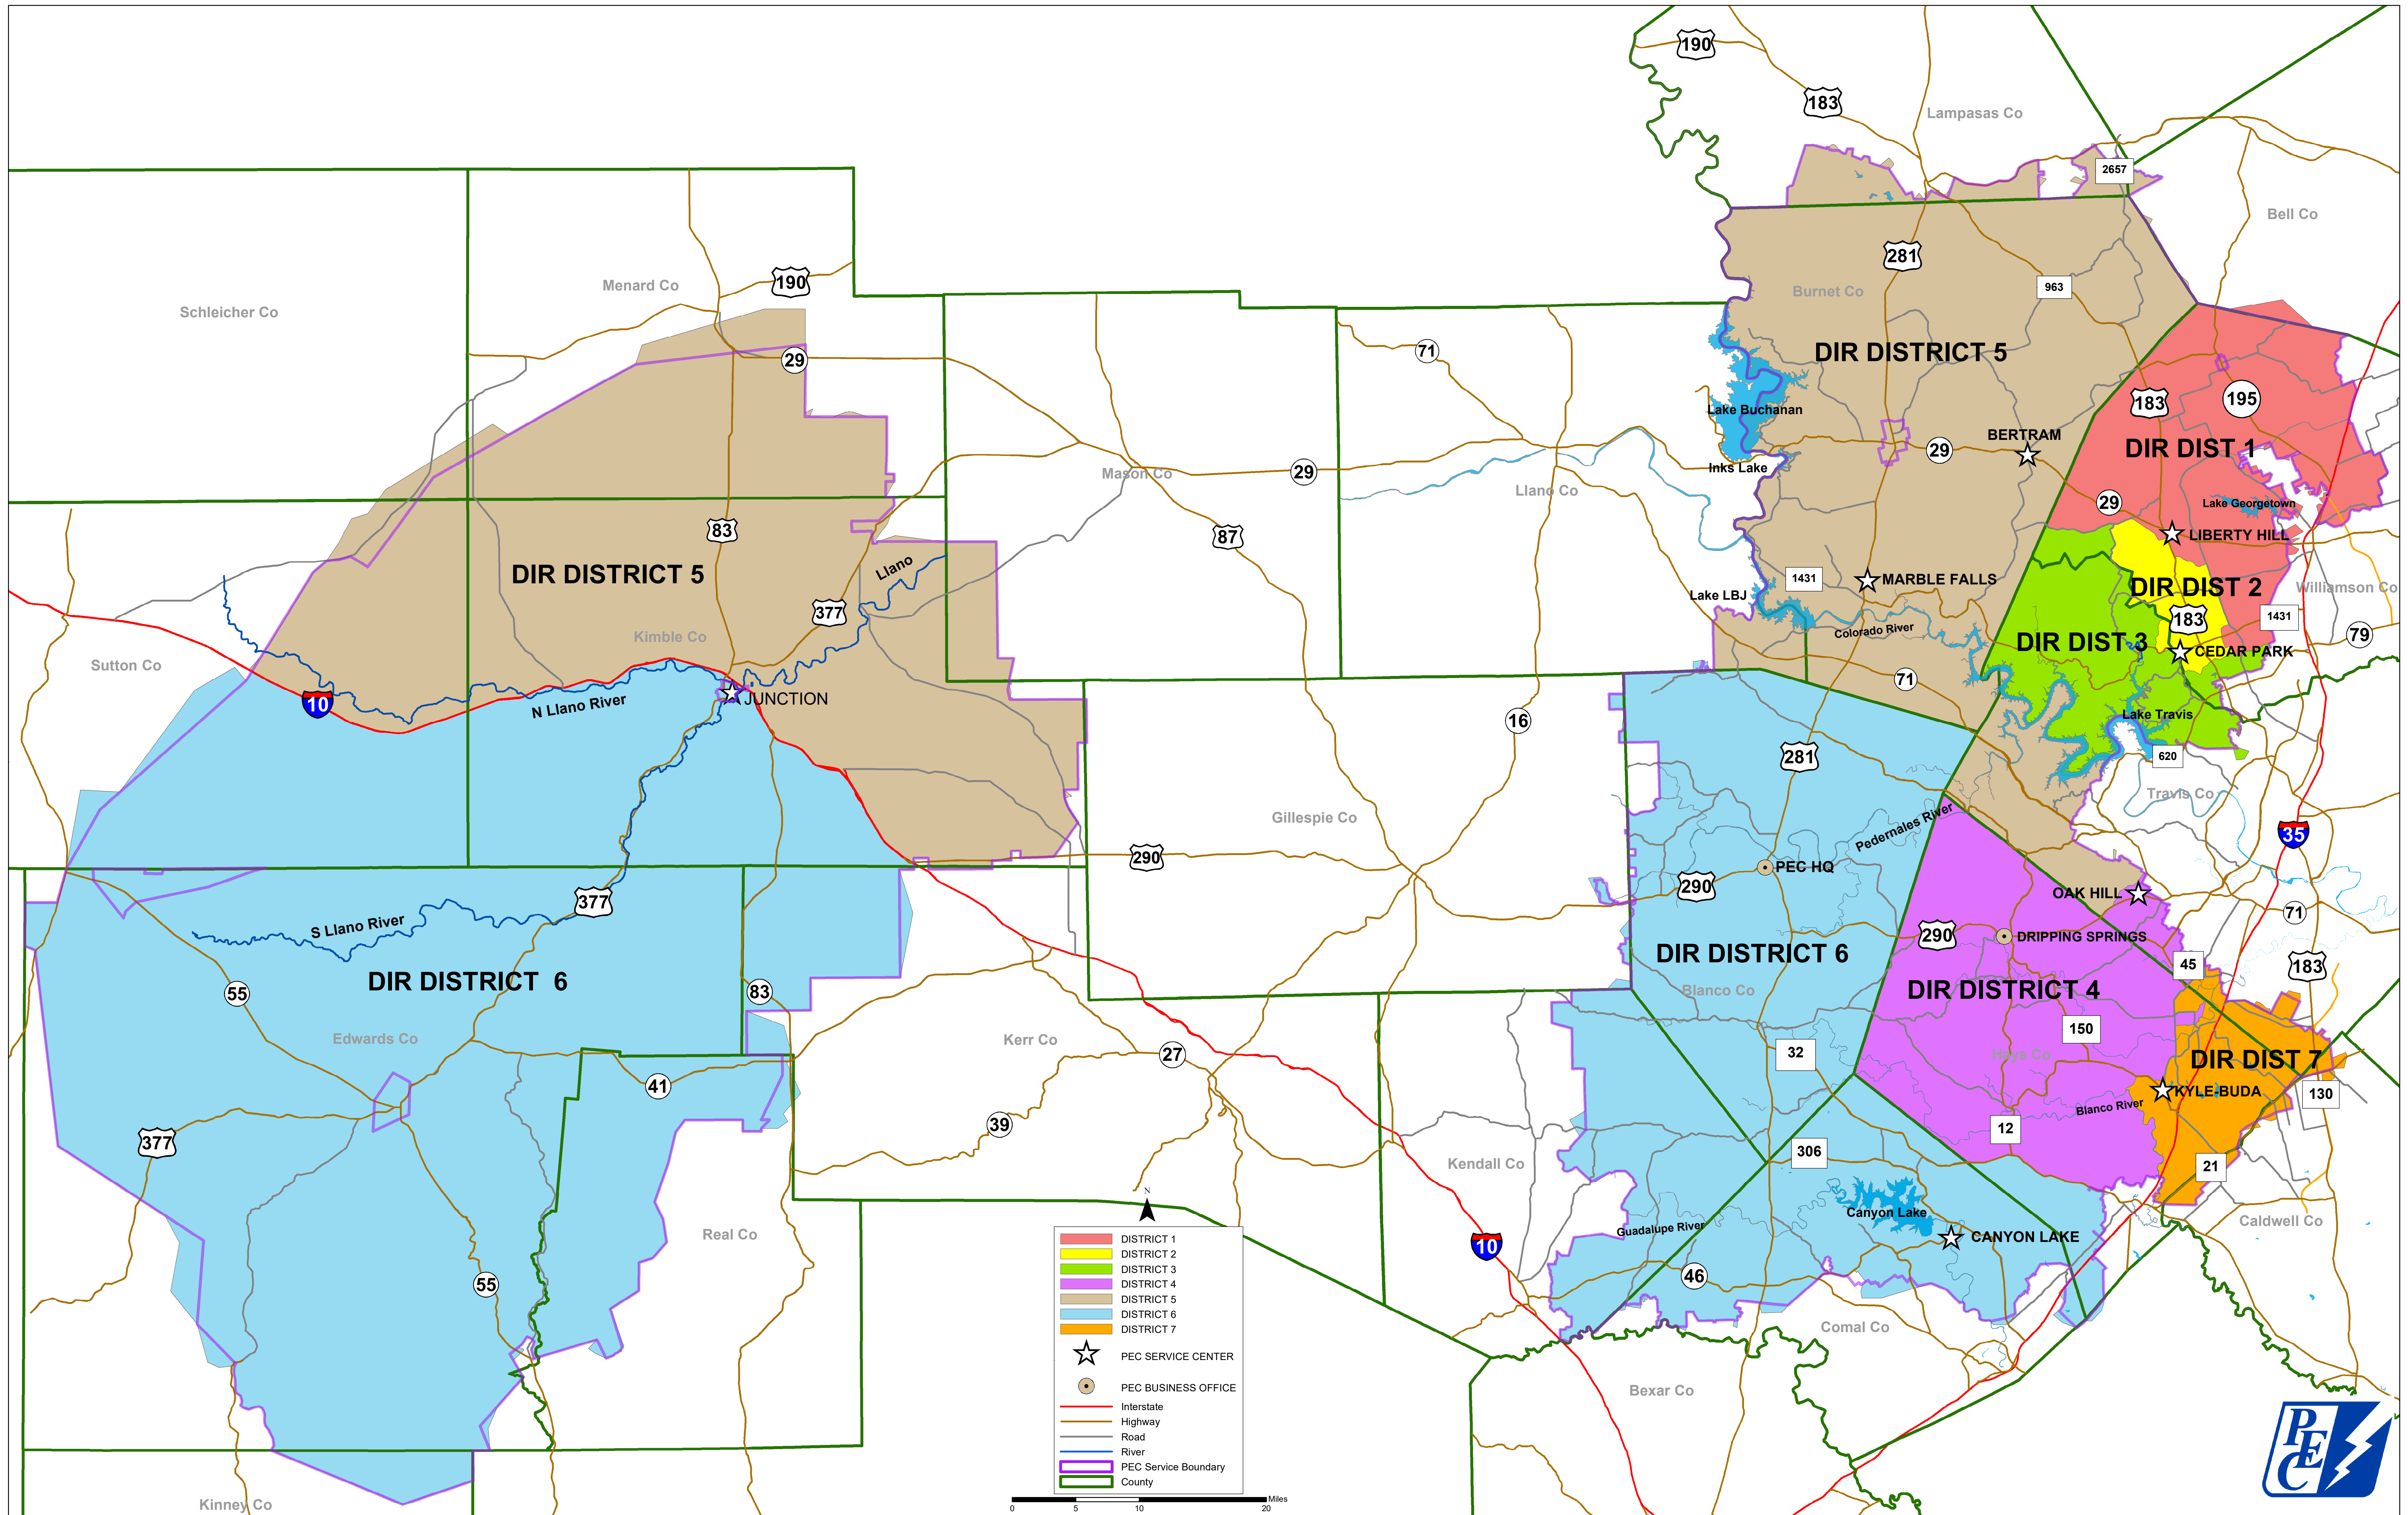 190
183
Lampasas Co
2657
Bell Co
Schleicher Co
Menard Co
190
281
963
Burnet Co
29
71
DIR DISTRICT 5
183
195
Lake Buchanan
BERTRAM
DIR DIST 1
Mason Co
29
Inks Lake
29
Llano Co
29
Lake Georgetown
83
87
LIBERTY HILL
DIR DISTRICT 5
Llano
1431
MARBLE FALLS
DIR DIST 2
Williamson Co
Lake LBJ
377
183
1431
Colorado River
79
Kimble Co
DIR DIST 3
Sutton Co
CEDAR PARK
10
N Llano River
JUNCTION
71
Lake Travis
16
281
620
Travis Co
Gillespie Co
Pedernales River
35
290
PEC HQ
290
OAK HILL
377
71
S Llano River
290
DRIPPING SPRINGS
DIR DISTRICT 6
45
183
DIR DISTRICT 6
55
83
Blanco Co
DIR DISTRICT 4
150
Edwards Co
Kerr Co
27
32
Hays Co
DIR DIST 7
41
KYLE-BUDA
130
39
Blanco River
377
12
306
Kendall Co
21
Real Co
Guadalupe River
Canyon Lake
Caldwell Co
CANYON LAKE
10
46
55
Comal Co
Bexar Co
Kinney Co
N
DISTRICT 1
DISTRICT 2
DISTRICT 3
DISTRICT 4
DISTRICT 5
DISTRICT 6
DISTRICT 7
PEC SERVICE CENTER
PEC BUSINESS OFFICE
Interstate
Highway
Road
River
PEC Service Boundary
County
Miles
0 5 10 20
PEC